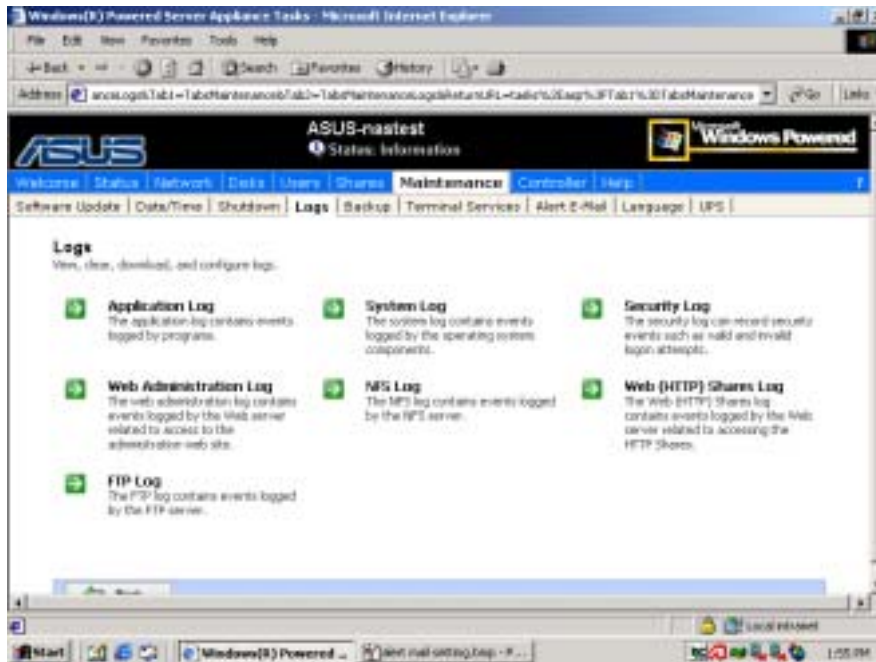 Windows(R) Powered Server Appliance Tasks - Microsoft Internet Explorer
File Edit View Favorites Tools Help
Back Search Favorites History
Address Go Links
ASUS
ASUS-nastest
Status: Information
Microsoft
Windows Powered
Welcome Status Network Disks Users Shares Maintenance Controller Help ?
Software Update Date/Time Shutdown Logs Backup Terminal Services Alert E-Mail Language UPS
Logs
View, clear, download, and configure logs.
Application Log
The application log contains events
logged by programs.
System Log
The system log contains events
logged by the operating system
components.
Security Log
The security log can record security
events such as valid and invalid
logon attempts.
Web Administration Log
The web administration log contains
events logged by the Web server
related to access to the
administration web site.
NFS Log
The NFS log contains events logged
by the NFS server.
Web (HTTP) Shares Log
The Web (HTTP) Shares log
contains events logged by the Web
server related to accessing the
HTTP Shares.
FTP Log
The FTP log contains events logged
by the FTP server.
Local intranet
Start
Windows(R) Powered ...
alert mail setting.bmp - P...
1:55 PM